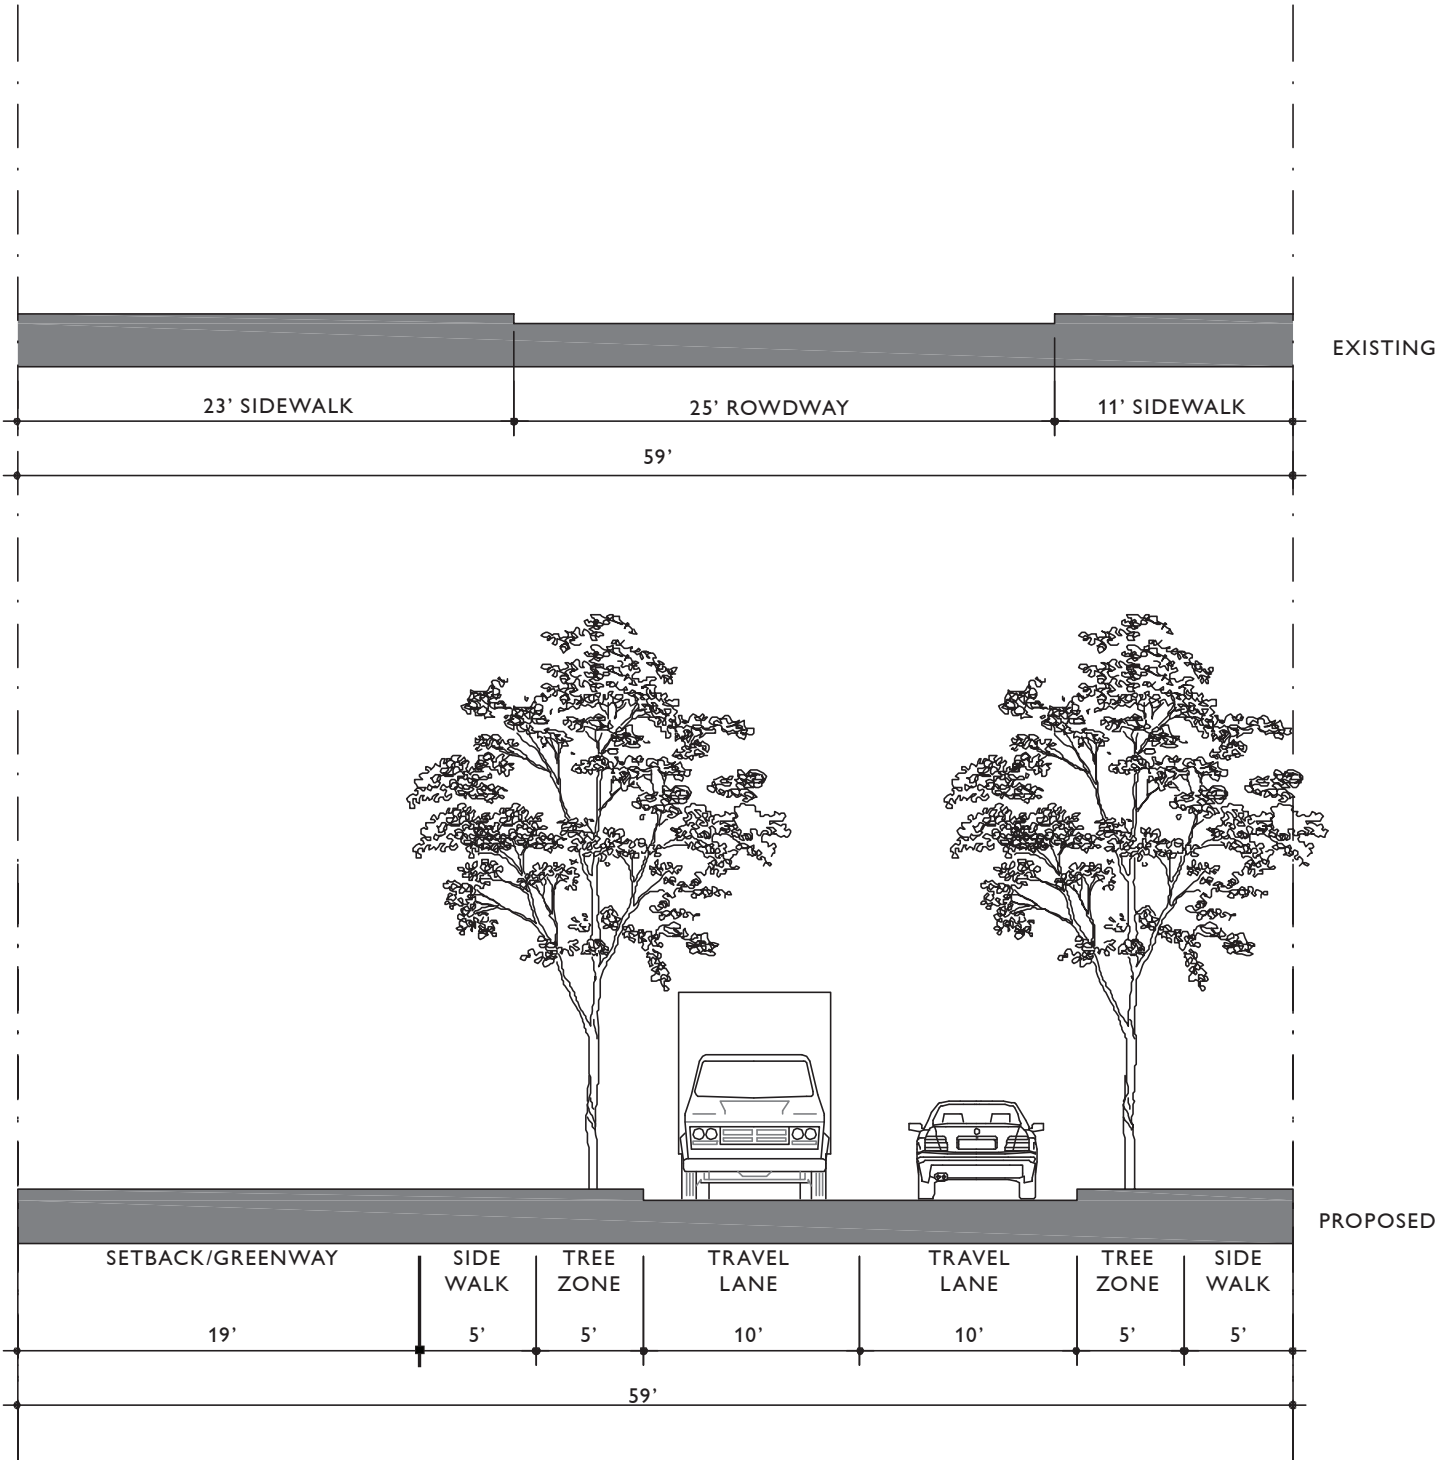 EXISTING
23’ SIDEWALK
25’ ROWDWAY
11’ SIDEWALK
59’
PROPOSED
SETBACK/GREENWAY
SIDE
WALK
TREE
ZONE
TRAVEL
LANE
TRAVEL
LANE
TREE
ZONE
SIDE
WALK
19’
5’
5’
10’
10’
5’
5’
59’